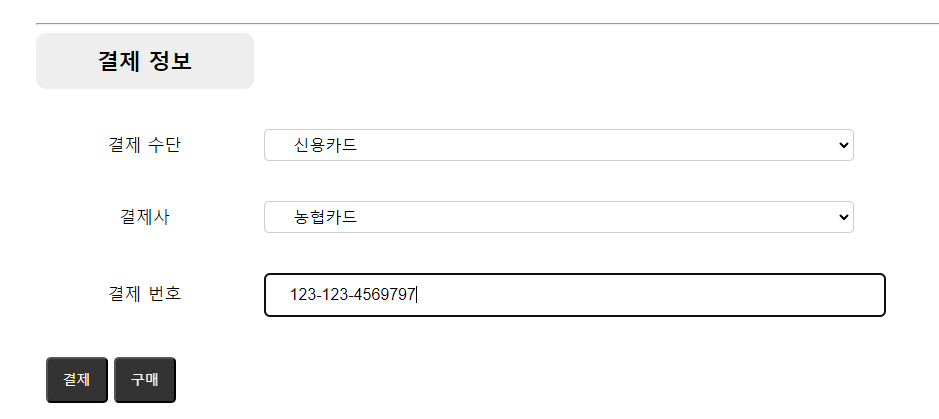 결제 정보
결제 수단 신용카드
결제사 농협카드
결제 번호 123-123-4569797
결제 구매